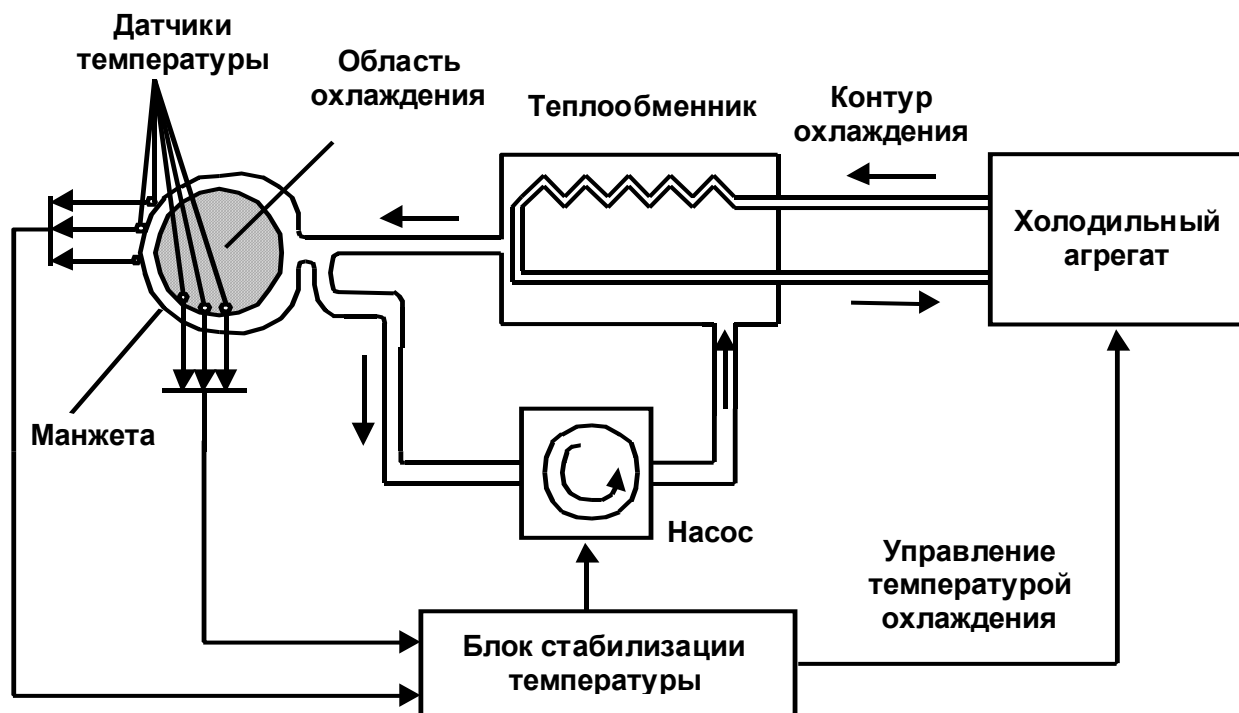 Датчики
температуры
Область
охлаждения
Теплообменник
Контур
охлаждения
Холодильный
агрегат
Манжета
Насос
Управление
температурой
охлаждения
Блок стабилизации
температуры